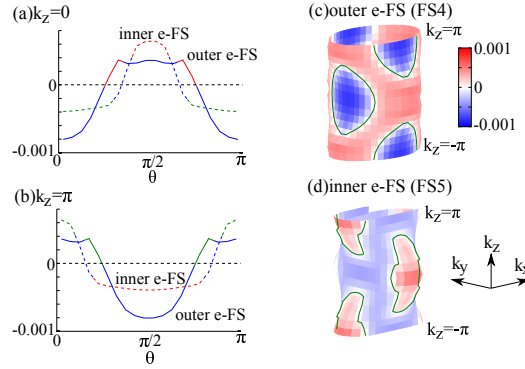 (a)k_z=0
inner e-FS
outer e-FS
0
-0.001
0 π/2 π
θ
(b)k_z=π
inner e-FS
outer e-FS
0
-0.001
0 π/2 π
θ
(c)outer e-FS (FS4)
k_z=π
0.001
0
-0.001
k_z=-π
(d)inner e-FS (FS5)
k_z=π
k_z=-π
k_z
k_y